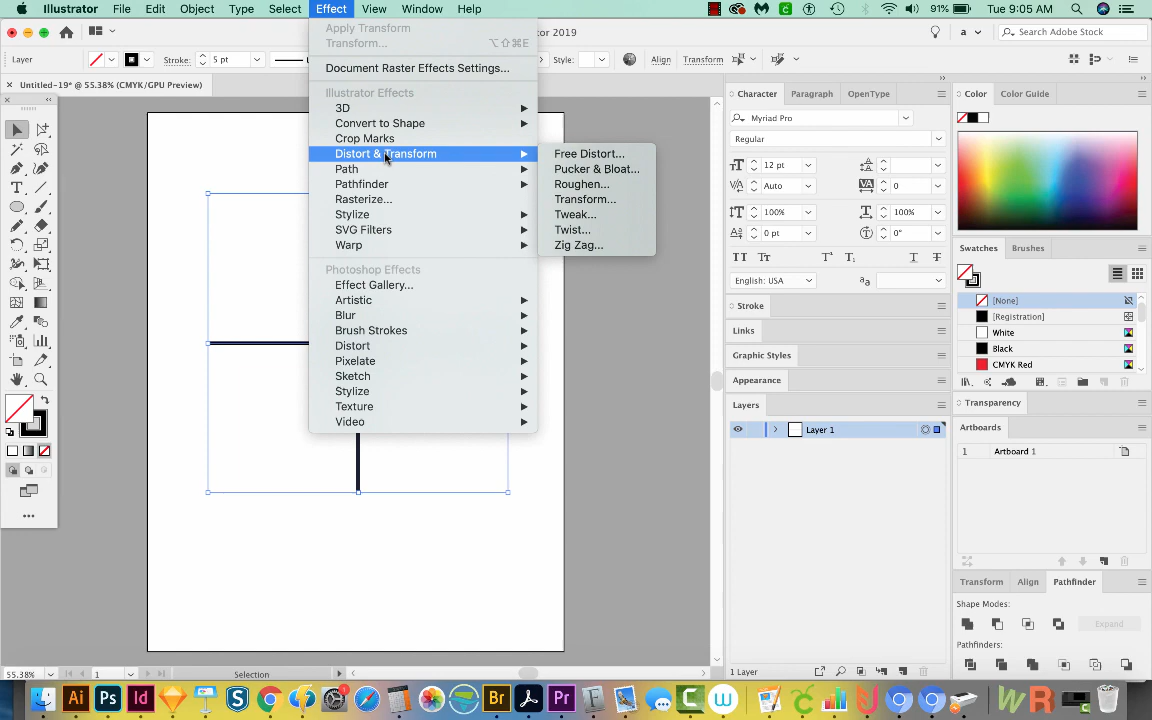 Illustrator File Edit Object Type Select Effect View Window Help 91% Tue 9:05 AM
Search Adobe Stock
Layer Stroke: 5 pt Style: Align Transform
Untitled-19* @ 55.38% (CMYK/GPU Preview)
Apply Transform
Transform... ⌥⇧⌘E
Document Raster Effects Settings...
Illustrator Effects
3D
Convert to Shape
Crop Marks
Distort & Transform
Path
Pathfinder
Rasterize...
Stylize
SVG Filters
Warp
Photoshop Effects
Effect Gallery...
Artistic
Blur
Brush Strokes
Distort
Pixelate
Sketch
Stylize
Texture
Video
Free Distort...
Pucker & Bloat...
Roughen...
Transform...
Tweak...
Twist...
Zig Zag...
tor 2019
Character Paragraph OpenType
Myriad Pro
Regular
12 pt
Auto 0
100% 100%
0 pt 0°
English: USA
Stroke
Links
Graphic Styles
Appearance
Layers
Layer 1
1 Layer
Color Color Guide
Swatches Brushes
[None]
[Registration]
White
Black
CMYK Red
Transparency
Artboards
1 Artboard 1
Transform Align Pathfinder
Shape Modes:
Expand
Pathfinders:
55.38% 1 Selection
Ai Ps Id S Br Pr